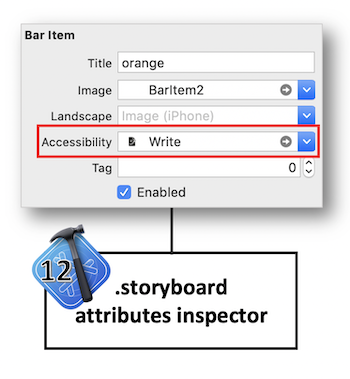 Bar Item
Title orange
Image BarItem2
Landscape Image (iPhone)
Accessibility Write
Tag 0
Enabled
12
.storyboard
attributes inspector